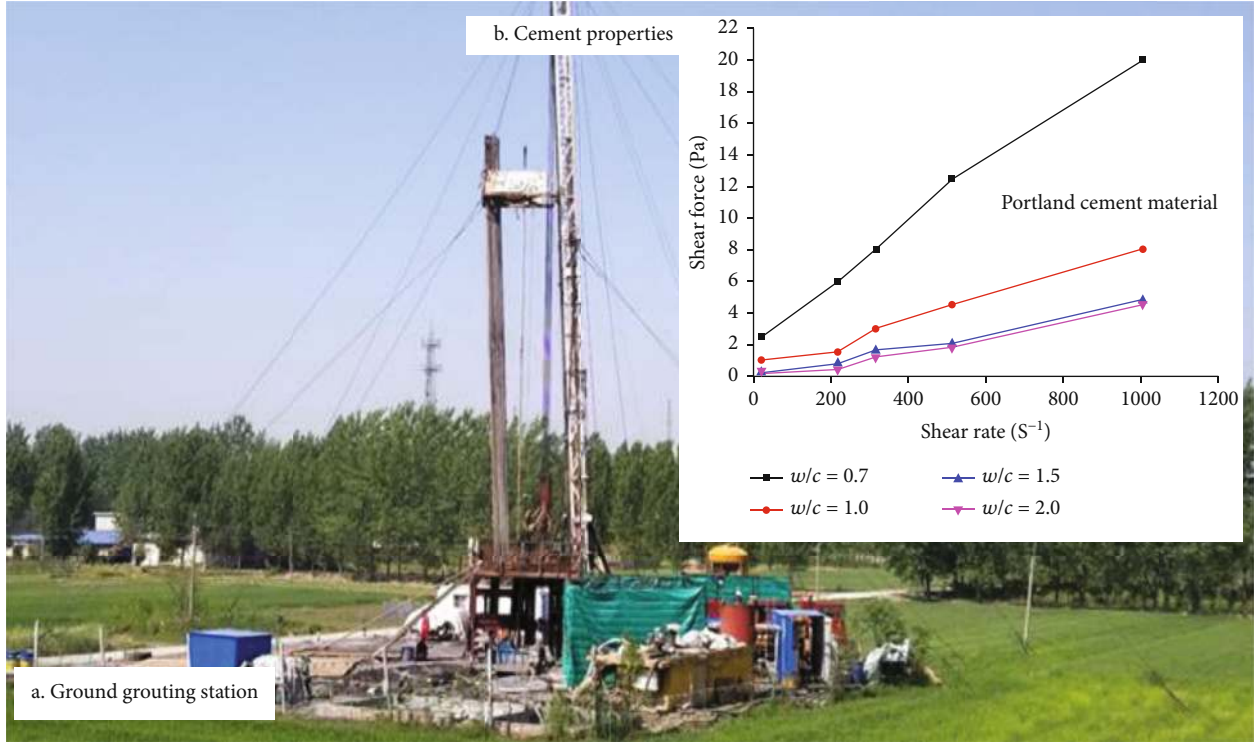 b. Cement properties
22
20
18
16
14
12
10
8
6
4
2
0
Shear force (Pa)
Portland cement material
0 200 400 600 800 1000 1200
Shear rate (S⁻¹)
w/c = 0.7 w/c = 1.5
w/c = 1.0 w/c = 2.0
a. Ground grouting station